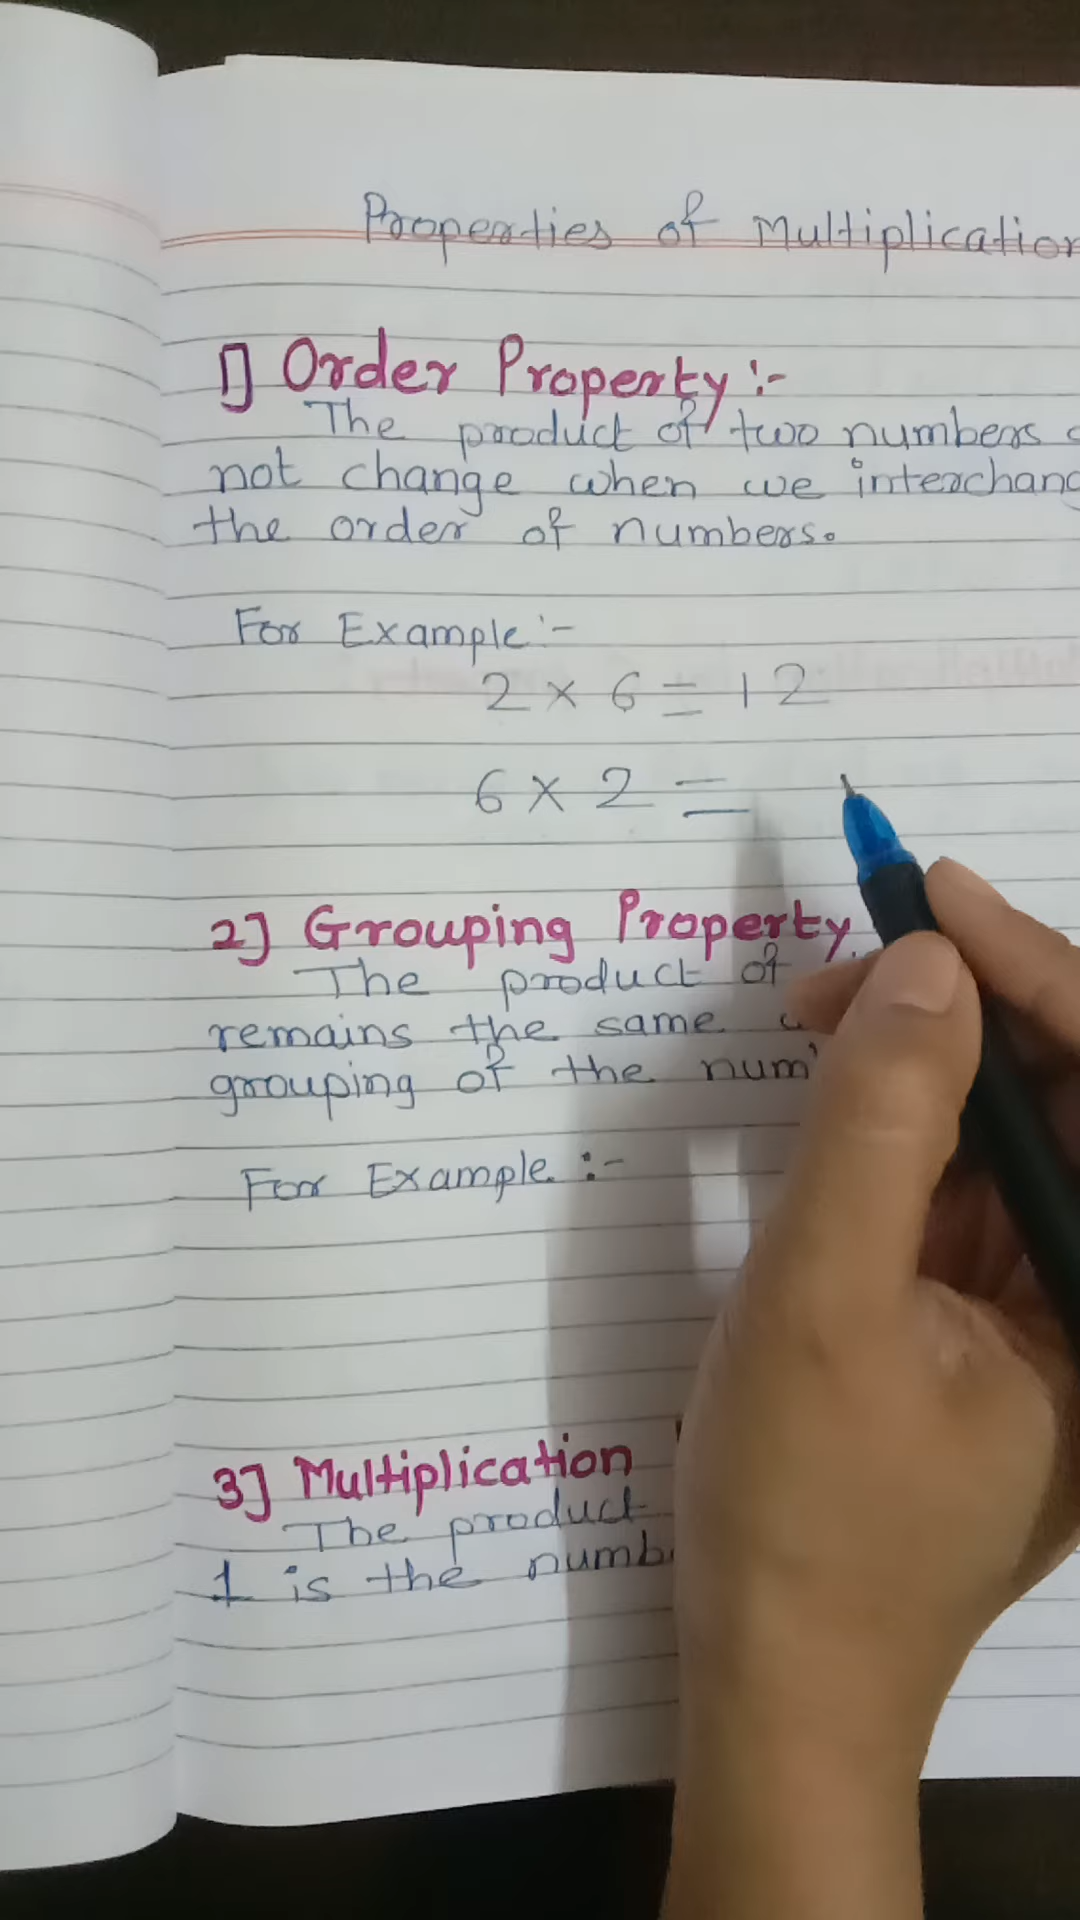 Properties of Multiplication
1] Order Property :-
The product of two numbers
not change when we interchang
the order of numbers.
For Example :-
2 × 6 = 12
6 × 2 =
2] Grouping Property
The product of
remains the same
grouping of the num
For Example :-
3] Multiplication
The product
1 is the numb